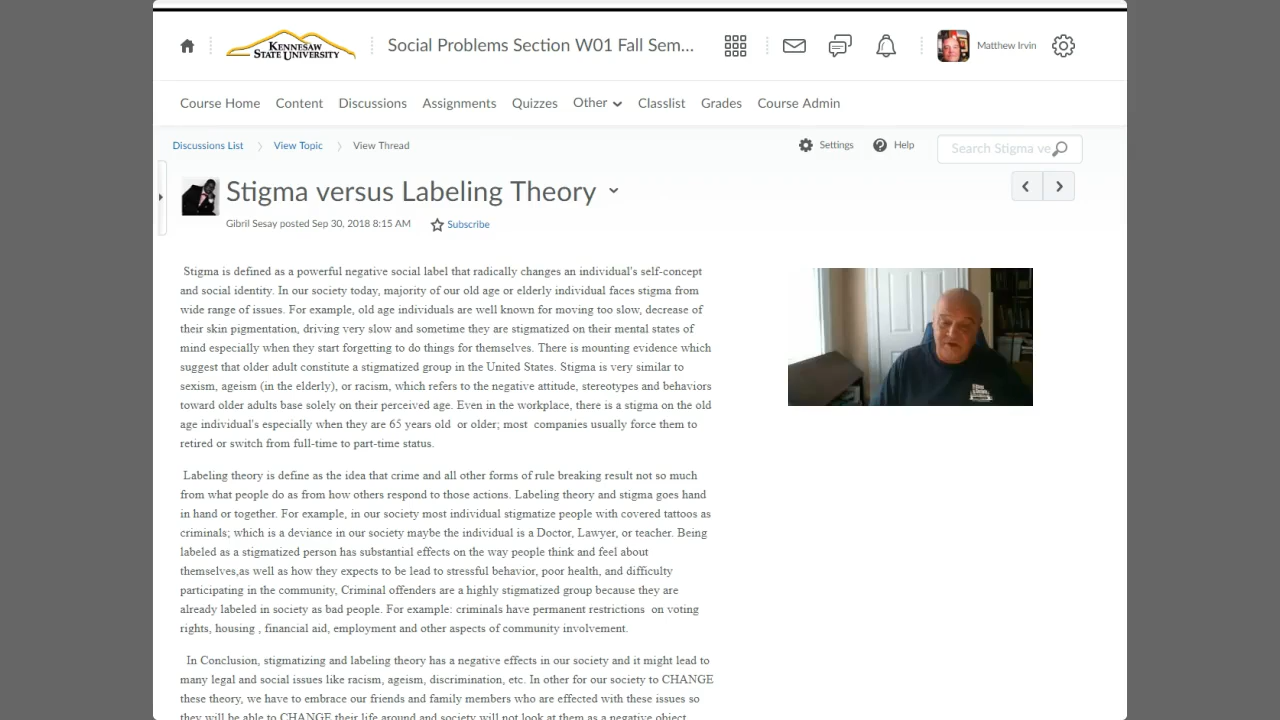 KENNESAW
STATE UNIVERSITY
Social Problems Section W01 Fall Sem...
Matthew Irvin
Course Home Content Discussions Assignments Quizzes Other Classlist Grades Course Admin
Discussions List View Topic View Thread
Settings Help Search Stigma ve
Stigma versus Labeling Theory
Gibril Sesay posted Sep 30, 2018 8:15 AM Subscribe
Stigma is defined as a powerful negative social label that radically changes an individual's self-concept
and social identity. In our society today, majority of our old age or elderly individual faces stigma from
wide range of issues. For example, old age individuals are well known for moving too slow, decrease of
their skin pigmentation, driving very slow and sometime they are stigmatized on their mental states of
mind especially when they start forgetting to do things for themselves. There is mounting evidence which
suggest that older adult constitute a stigmatized group in the United States. Stigma is very similar to
sexism, ageism (in the elderly), or racism, which refers to the negative attitude, stereotypes and behaviors
toward older adults base solely on their perceived age. Even in the workplace, there is a stigma on the old
age individual's especially when they are 65 years old or older; most companies usually force them to
retired or switch from full-time to part-time status.
Labeling theory is define as the idea that crime and all other forms of rule breaking result not so much
from what people do as from how others respond to those actions. Labeling theory and stigma goes hand
in hand or together. For example, in our society most individual stigmatize people with covered tattoos as
criminals; which is a deviance in our society maybe the individual is a Doctor, Lawyer, or teacher. Being
labeled as a stigmatized person has substantial effects on the way people think and feel about
themselves,as well as how they expects to be lead to stressful behavior, poor health, and difficulty
participating in the community, Criminal offenders are a highly stigmatized group because they are
already labeled in society as bad people. For example: criminals have permanent restrictions on voting
rights, housing , financial aid, employment and other aspects of community involvement.
In Conclusion, stigmatizing and labeling theory has a negative effects in our society and it might lead to
many legal and social issues like racism, ageism, discrimination, etc. In other for our society to CHANGE
these theory, we have to embrace our friends and family members who are effected with these issues so
they will be able to CHANGE their life around and society will not look at them as a negative object